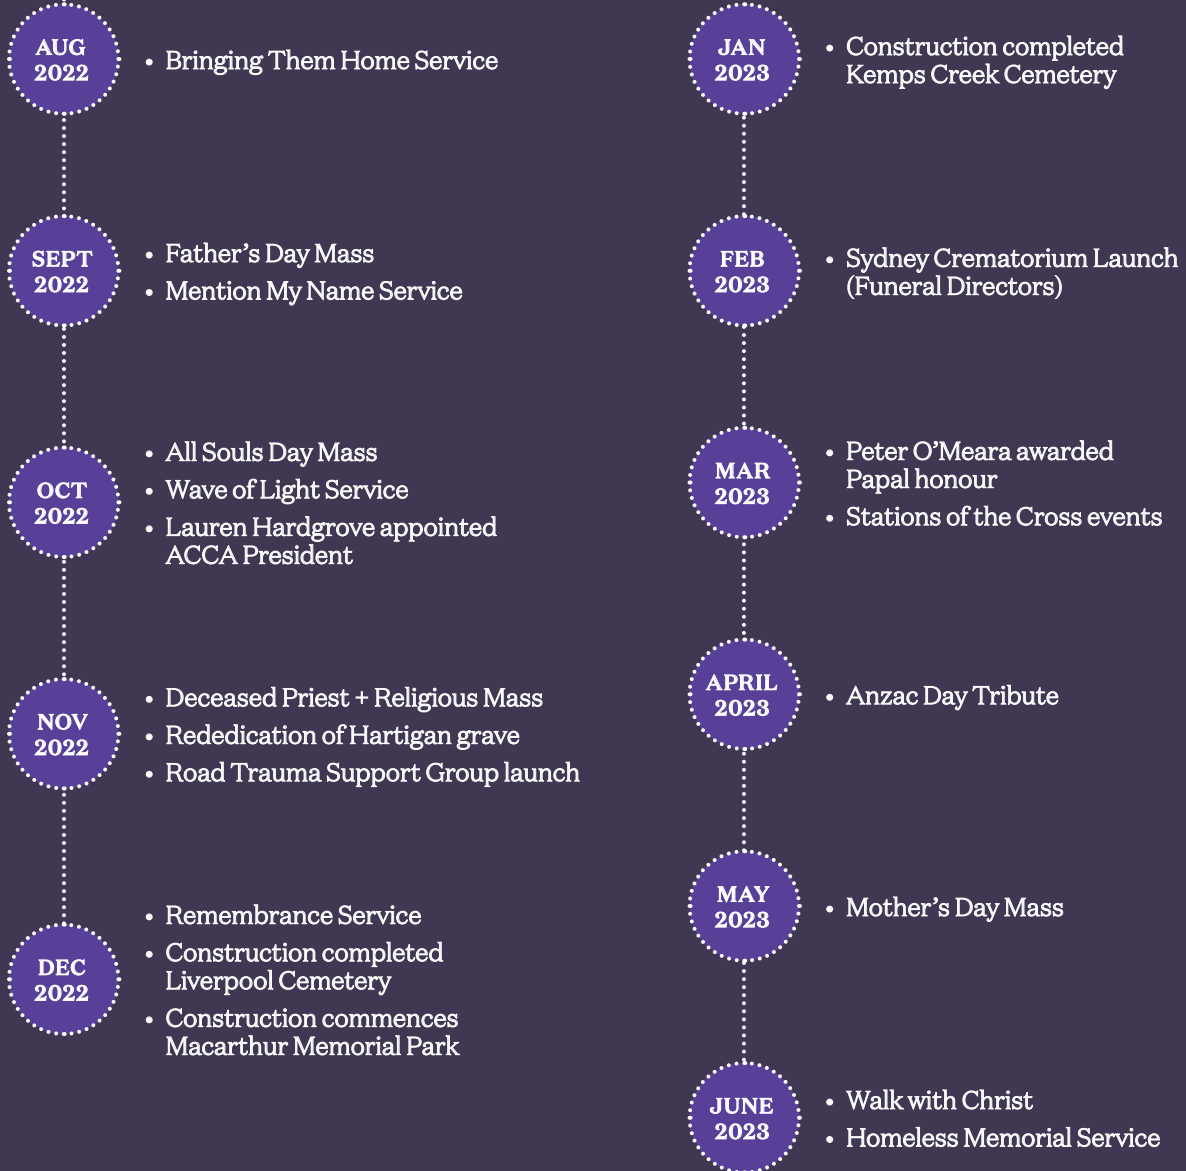 AUG
2022
• Bringing Them Home Service
SEPT
2022
• Father’s Day Mass
• Mention My Name Service
OCT
2022
• All Souls Day Mass
• Wave of Light Service
• Lauren Hardgrove appointed
ACCA President
NOV
2022
• Deceased Priest + Religious Mass
• Rededication of Hartigan grave
• Road Trauma Support Group launch
DEC
2022
• Remembrance Service
• Construction completed
Liverpool Cemetery
• Construction commences
Macarthur Memorial Park
JAN
2023
• Construction completed
Kemps Creek Cemetery
FEB
2023
• Sydney Crematorium Launch
(Funeral Directors)
MAR
2023
• Peter O’Meara awarded
Papal honour
• Stations of the Cross events
APRIL
2023
• Anzac Day Tribute
MAY
2023
• Mother’s Day Mass
JUNE
2023
• Walk with Christ
• Homeless Memorial Service